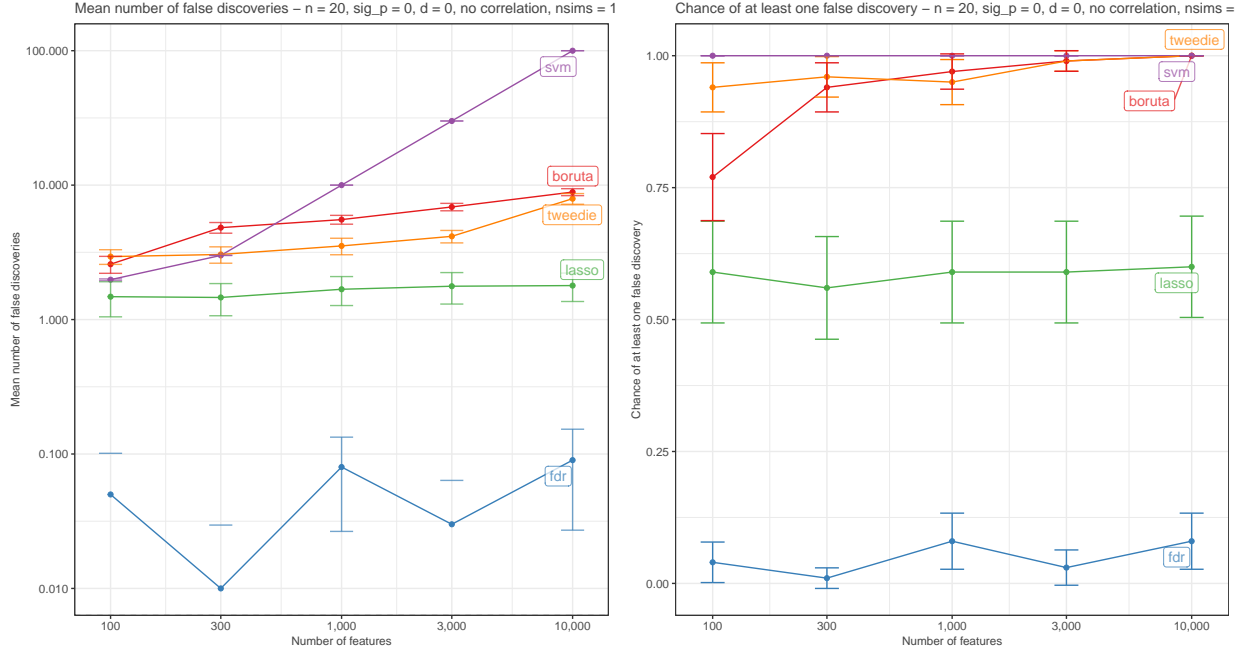 Mean number of false discoveries – n = 20, sig_p = 0, d = 0, no correlation, nsims = 1
Mean number of false discoveries
100.000
10.000
1.000
0.100
0.010
svm
boruta
tweedie
lasso
fdr
100
300
1,000
3,000
10,000
Number of features
Chance of at least one false discovery – n = 20, sig_p = 0, d = 0, no correlation, nsims =
Chance of at least one false discovery
1.00
0.75
0.50
0.25
0.00
tweedie
svm
boruta
lasso
fdr
100
300
1,000
3,000
10,000
Number of features